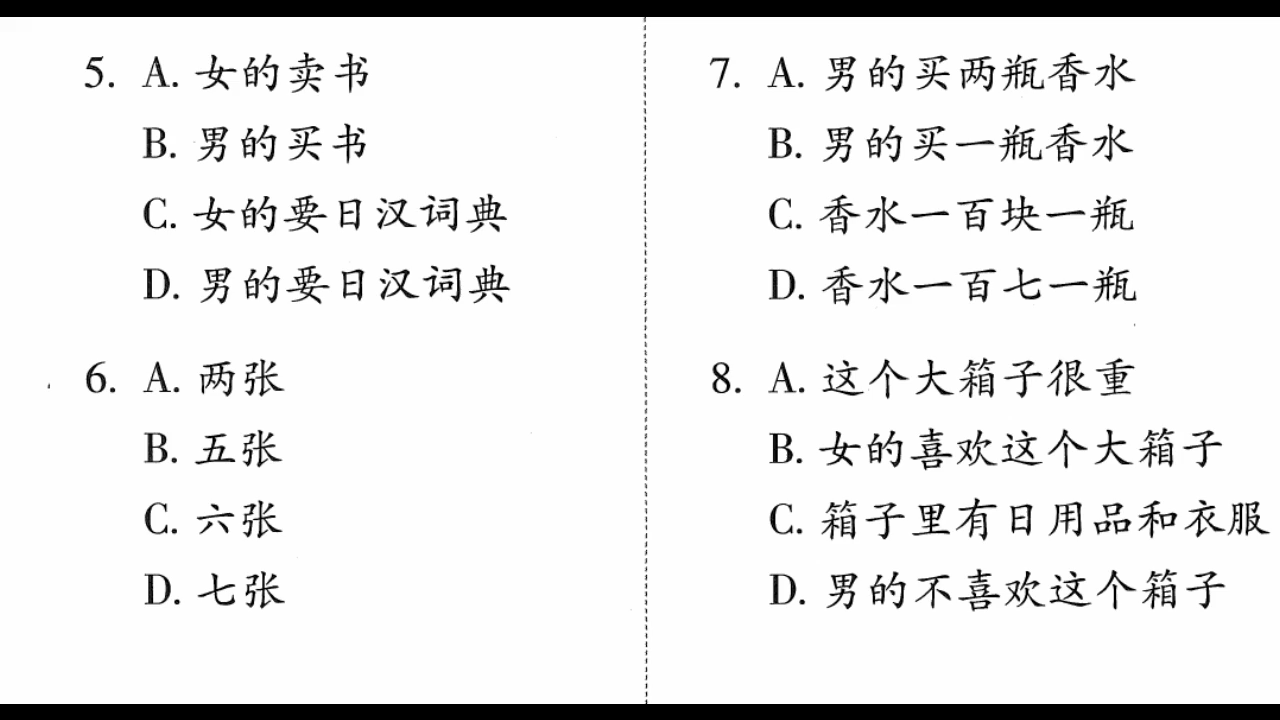 5. A. 女的卖书
B. 男的买书
C. 女的要日汉词典
D. 男的要日汉词典
6. A. 两张
B. 五张
C. 六张
D. 七张
7. A. 男的买两瓶香水
B. 男的买一瓶香水
C. 香水一百块一瓶
D. 香水一百七一瓶
8. A. 这个大箱子很重
B. 女的喜欢这个大箱子
C. 箱子里有日用品和衣服
D. 男的不喜欢这个箱子